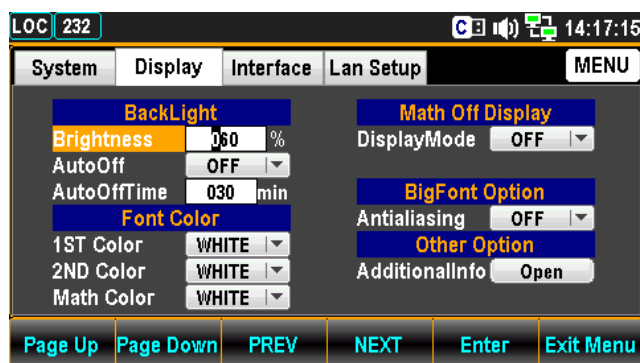 LOC 232 C 14:17:15
System Display Interface Lan Setup MENU
BackLight
Brightness 060 %
AutoOff OFF
AutoOffTime 030 min
Font Color
1ST Color WHITE
2ND Color WHITE
Math Color WHITE
Math Off Display
DisplayMode OFF
BigFont Option
Antialiasing OFF
Other Option
AdditionalInfo Open
Page Up Page Down PREV NEXT Enter Exit Menu